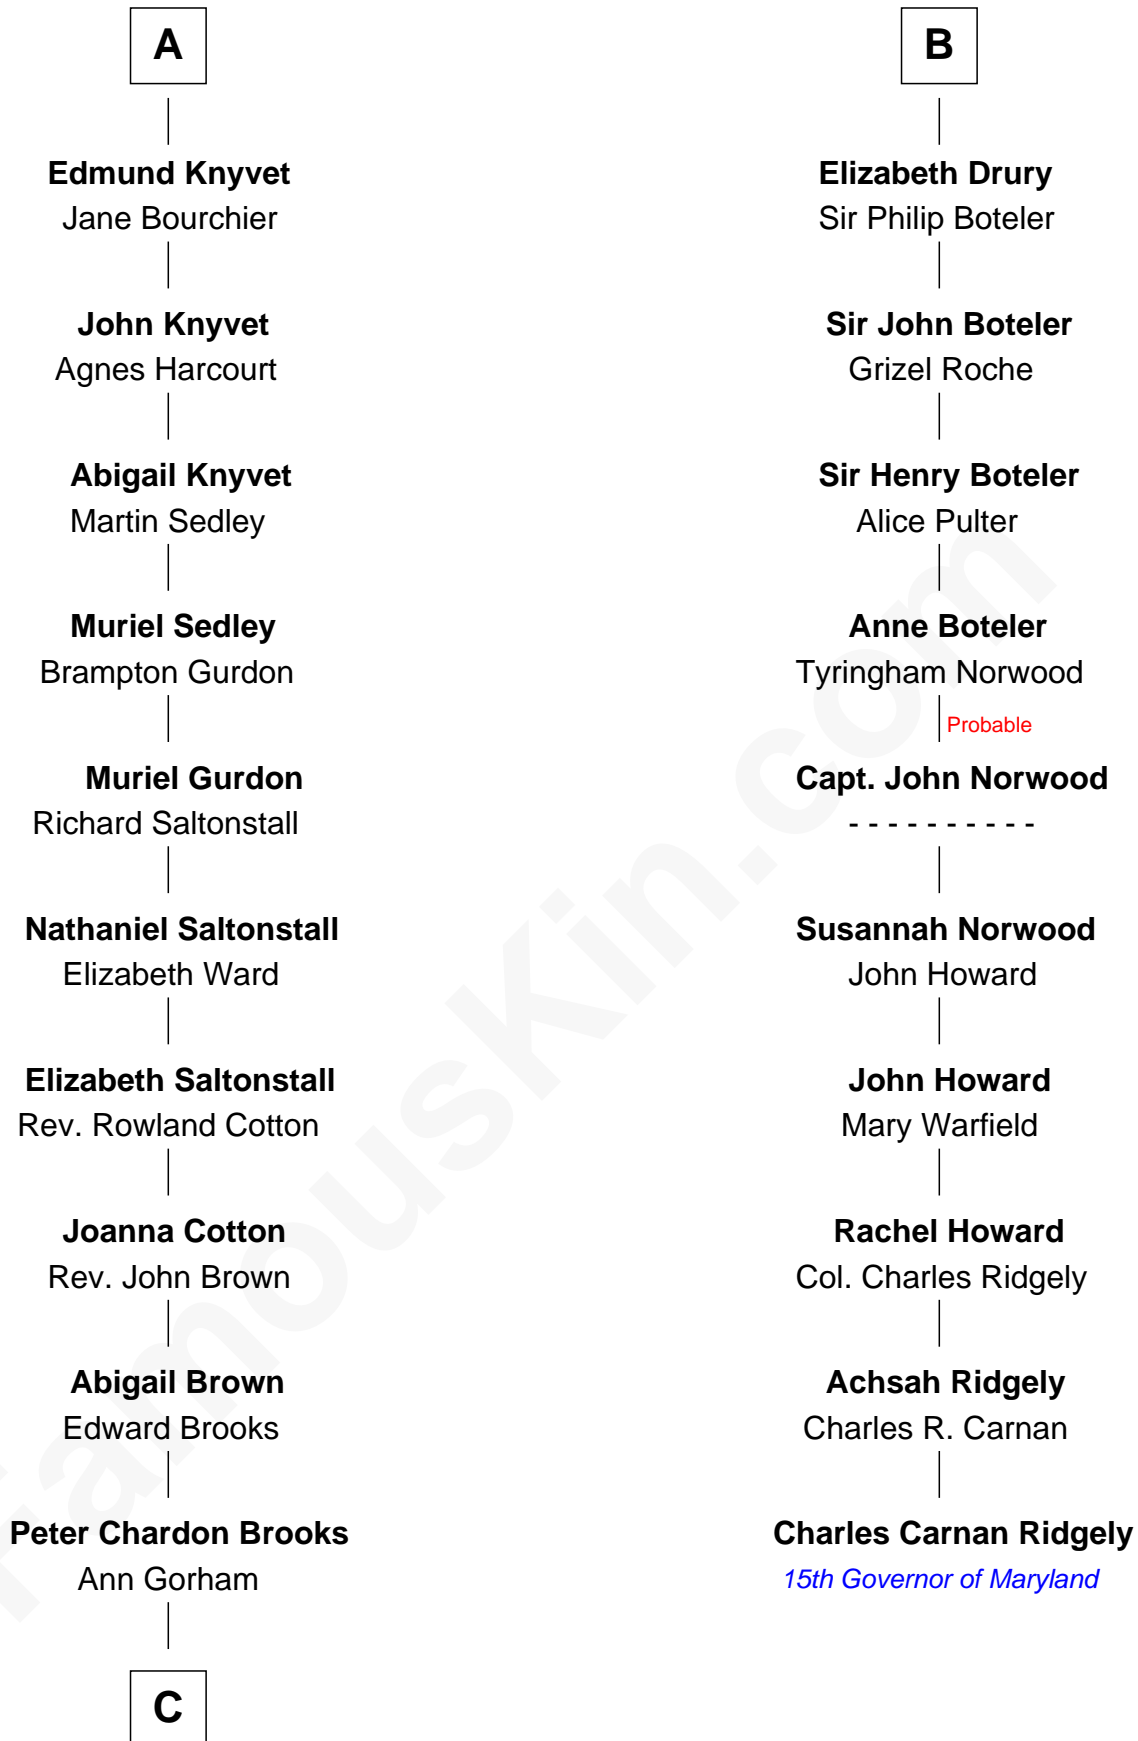 A
Edmund Knyvet
Jane Bourchier
John Knyvet
Agnes Harcourt
Abigail Knyvet
Martin Sedley
Muriel Sedley
Brampton Gurdon
Muriel Gurdon
Richard Saltonstall
Nathaniel Saltonstall
Elizabeth Ward
Elizabeth Saltonstall
Rev. Rowland Cotton
Joanna Cotton
Rev. John Brown
Abigail Brown
Edward Brooks
Peter Chardon Brooks
Ann Gorham
C
B
Elizabeth Drury
Sir Philip Boteler
Sir John Boteler
Grizel Roche
Sir Henry Boteler
Alice Pulter
Anne Boteler
Tyringham Norwood
Probable
Capt. John Norwood
- - - - - - - - - -
Susannah Norwood
John Howard
John Howard
Mary Warfield
Rachel Howard
Col. Charles Ridgely
Achsah Ridgely
Charles R. Carnan
Charles Carnan Ridgely
15th Governor of Maryland
FamousKin.com